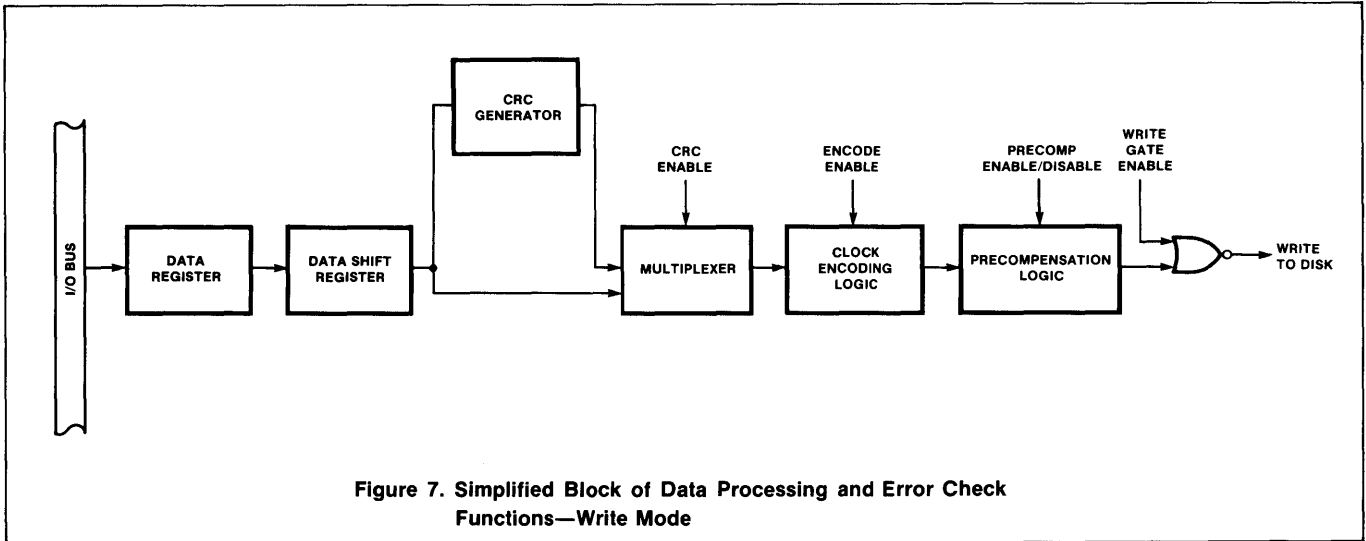 CRC
GENERATOR
CRC
ENABLE
ENCODE
ENABLE
PRECOMP
ENABLE/DISABLE
WRITE
GATE
ENABLE
I/O BUS
DATA
REGISTER
DATA SHIFT
REGISTER
MULTIPLEXER
CLOCK
ENCODING
LOGIC
PRECOMPENSATION
LOGIC
WRITE
TO DISK
Figure 7. Simplified Block of Data Processing and Error Check
Functions—Write Mode